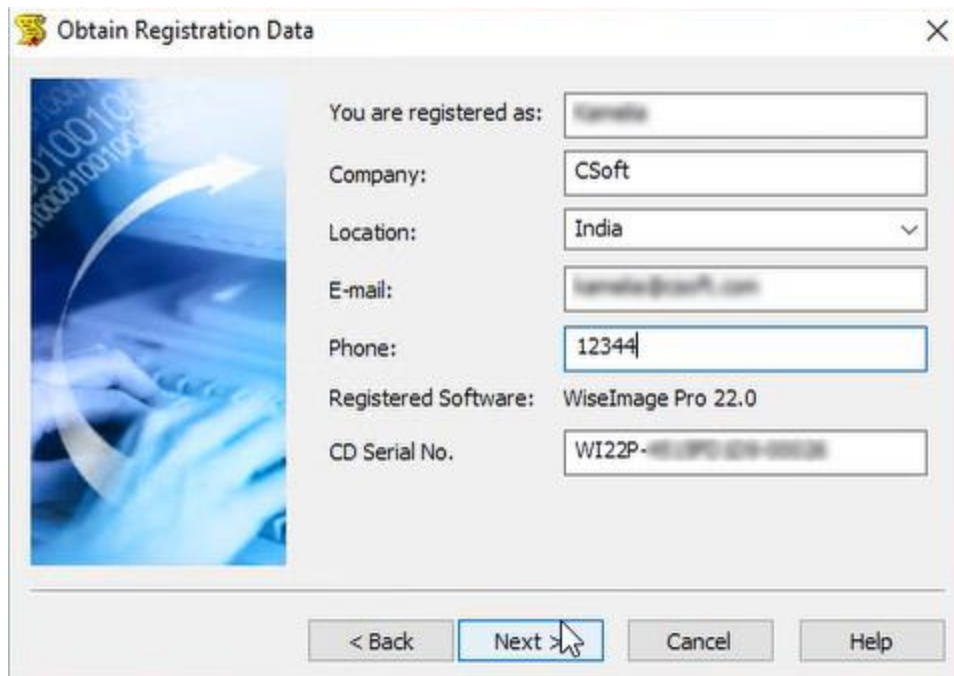 Obtain Registration Data
You are registered as:
Company: CSoft
Location: India
E-mail:
Phone: 12344
Registered Software: WiseImage Pro 22.0
CD Serial No. WI22P-
< Back Next > Cancel Help